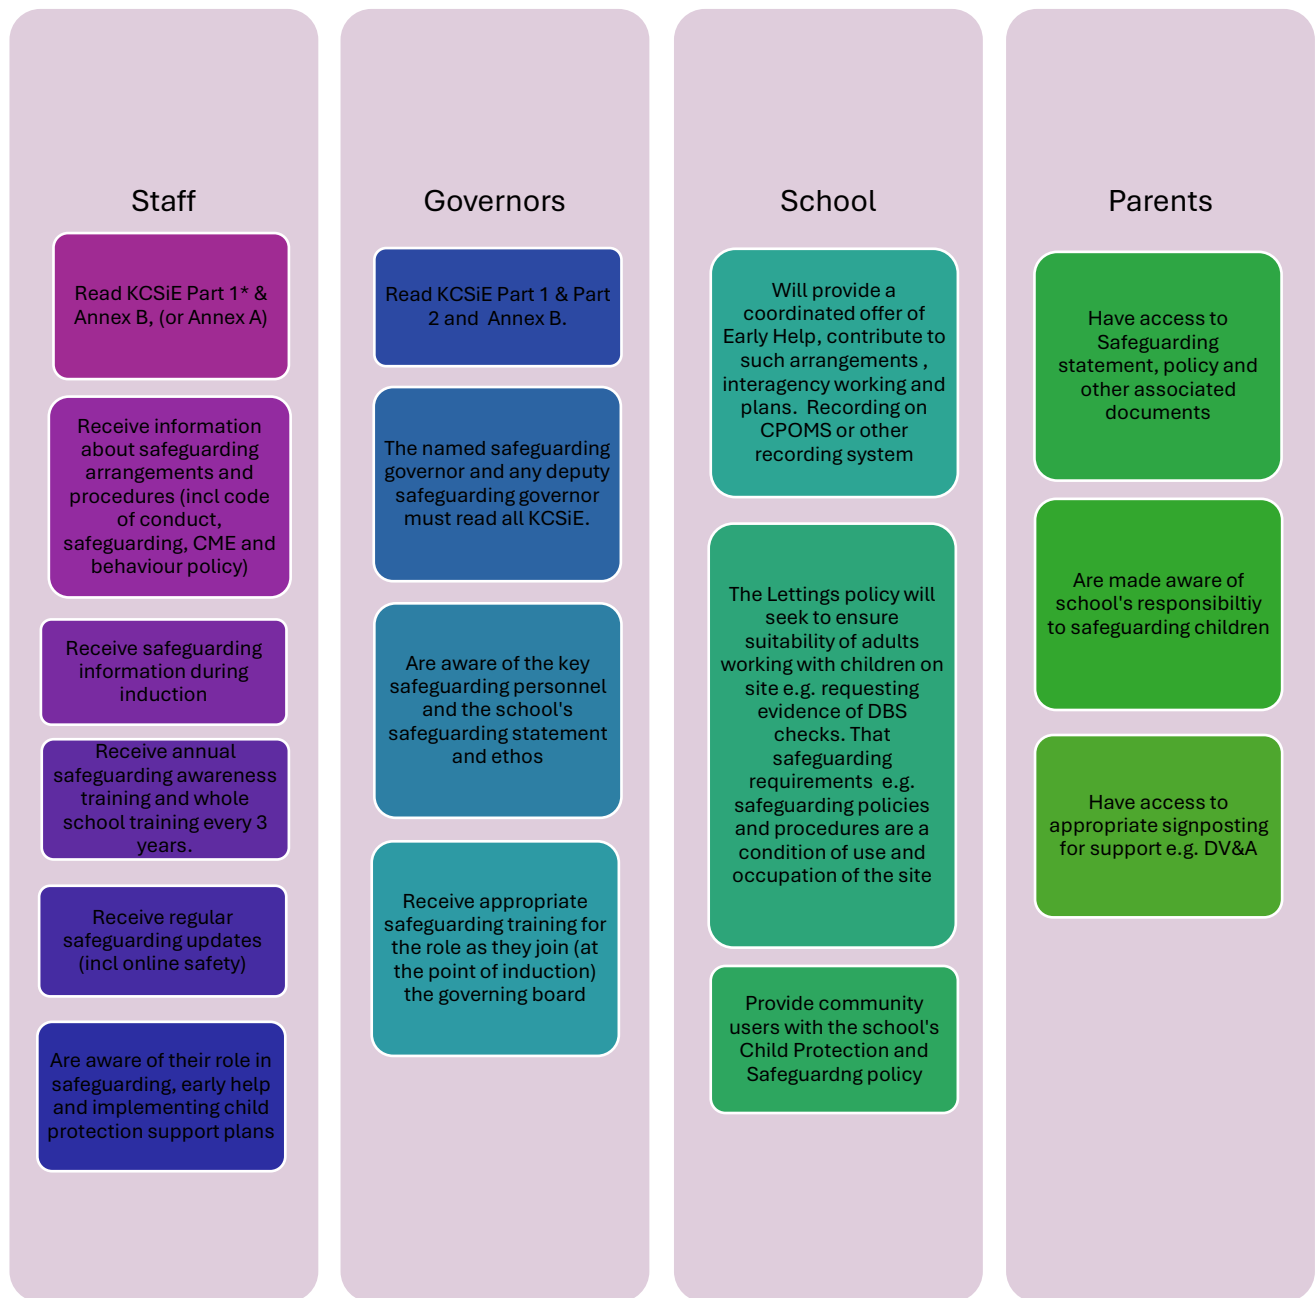 Staff
Read KCSiE Part 1* &
Annex B, (or Annex A)
Receive information
about safeguarding
arrangements and
procedures (incl code
of conduct,
safeguarding, CME and
behaviour policy)
Receive safeguarding
information during
induction
Receive annual
safeguarding awareness
training and whole
school training every 3
years.
Receive regular
safeguarding updates
(incl online safety)
Are aware of their role in
safeguarding, early help
and implementing child
protection support plans
Governors
Read KCSiE Part 1 & Part
2 and Annex B.
The named safeguarding
governor and any deputy
safeguarding governor
must read all KCSiE.
Are aware of the key
safeguarding personnel
and the school's
safeguarding statement
and ethos
Receive appropriate
safeguarding training for
the role as they join (at
the point of induction)
the governing board
School
Will provide a
coordinated offer of
Early Help, contribute to
such arrangements ,
interagency working and
plans. Recording on
CPOMS or other
recording system
The Lettings policy will
seek to ensure
suitability of adults
working with children on
site e.g. requesting
evidence of DBS
checks. That
safeguarding
requirements e.g.
safeguarding policies
and procedures are a
condition of use and
occupation of the site
Provide community
users with the school's
Child Protection and
Safeguardng policy
Parents
Have access to
Safeguarding
statement, policy and
other associated
documents
Are made aware of
school's responsibiltiy
to safeguarding children
Have access to
appropriate signposting
for support e.g. DV&A